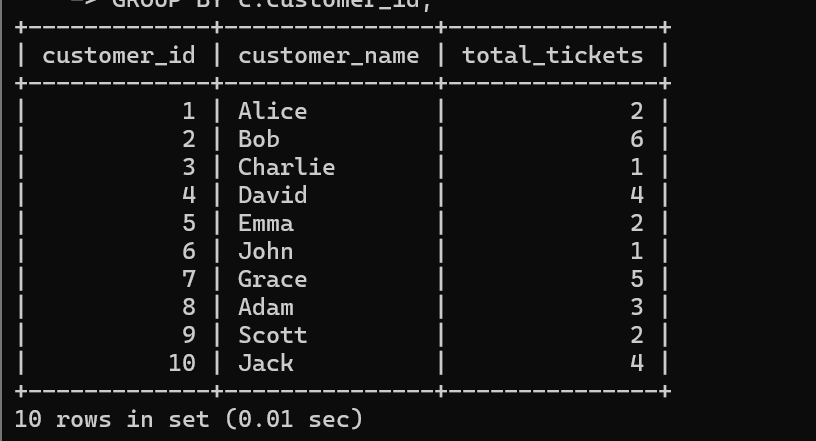 -> GROUP BY c.customer_id;
+-------------+---------------+---------------+
| customer_id | customer_name | total_tickets |
+-------------+---------------+---------------+
|           1 | Alice         |             2 |
|           2 | Bob           |             6 |
|           3 | Charlie       |             1 |
|           4 | David         |             4 |
|           5 | Emma          |             2 |
|           6 | John          |             1 |
|           7 | Grace         |             5 |
|           8 | Adam          |             3 |
|           9 | Scott         |             2 |
|          10 | Jack          |             4 |
+-------------+---------------+---------------+
10 rows in set (0.01 sec)